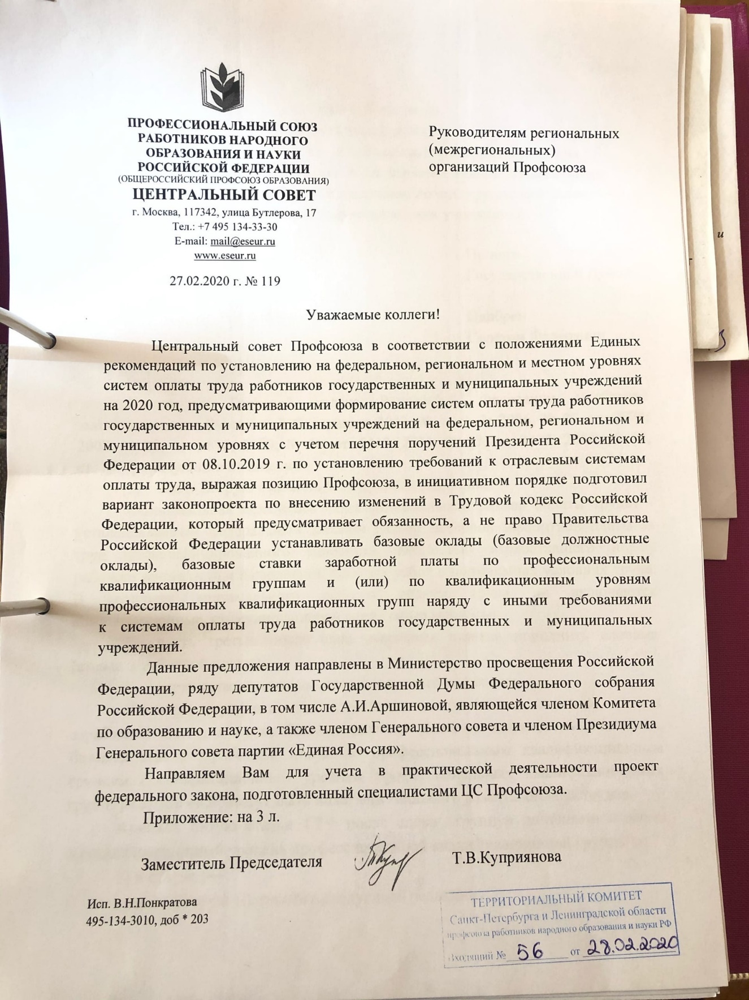 ПРОФЕССИОНАЛЬНЫЙ СОЮЗ
РАБОТНИКОВ НАРОДНОГО
ОБРАЗОВАНИЯ И НАУКИ
РОССИЙСКОЙ ФЕДЕРАЦИИ
(ОБЩЕРОССИЙСКИЙ ПРОФСОЮЗ ОБРАЗОВАНИЯ)
ЦЕНТРАЛЬНЫЙ СОВЕТ
г. Москва, 117342, улица Бутлерова, 17
Тел.: +7 495 134-33-30
E-mail: mail@eseur.ru
www.eseur.ru
27.02.2020 г. № 119
Руководителям региональных
(межрегиональных)
организаций Профсоюза
Уважаемые коллеги!
Центральный совет Профсоюза в соответствии с положениями Единых
рекомендаций по установлению на федеральном, региональном и местном уровнях
систем оплаты труда работников государственных и муниципальных учреждений
на 2020 год, предусматривающими формирование систем оплаты труда работников
государственных и муниципальных учреждений на федеральном, региональном и
муниципальном уровнях с учетом перечня поручений Президента Российской
Федерации от 08.10.2019 г. по установлению требований к отраслевым системам
оплаты труда, выражая позицию Профсоюза, в инициативном порядке подготовил
вариант законопроекта по внесению изменений в Трудовой кодекс Российской
Федерации, который предусматривает обязанность, а не право Правительства
Российской Федерации устанавливать базовые оклады (базовые должностные
оклады), базовые ставки заработной платы по профессиональным
квалификационным группам и (или) по квалификационным уровням
профессиональных квалификационных групп наряду с иными требованиями
к системам оплаты труда работников государственных и муниципальных
учреждений.
Данные предложения направлены в Министерство просвещения Российской
Федерации, ряду депутатов Государственной Думы Федерального собрания
Российской Федерации, в том числе А.И.Аршиновой, являющейся членом Комитета
по образованию и науке, а также членом Генерального совета и членом Президиума
Генерального совета партии «Единая Россия».
Направляем Вам для учета в практической деятельности проект
федерального закона, подготовленный специалистами ЦС Профсоюза.
Приложение: на 3 л.
Заместитель Председателя Т.В.Куприянова
Исп. В.Н.Понкратова
495-134-3010, доб * 203
ТЕРРИТОРИАЛЬНЫЙ КОМИТЕТ
Санкт-Петербурга и Ленинградской области
профсоюза работников народного образования и науки РФ
Входящий № 56 от 28.02.2020
и